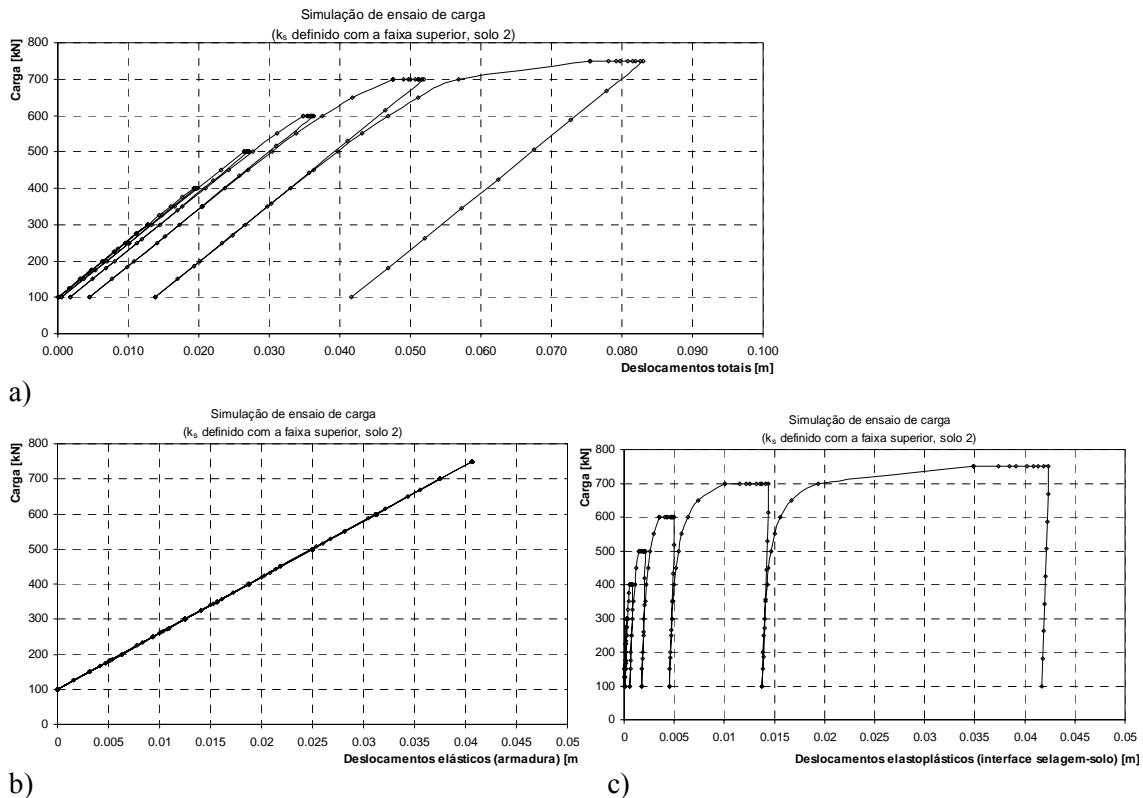 Simulação de ensaio de carga
(ks definido com a faixa superior, solo 2)
Carga [kN]
800
700
600
500
400
300
200
100
0
0.000 0.010 0.020 0.030 0.040 0.050 0.060 0.070 0.080 0.090 0.100
Deslocamentos totais [m]
a)
Simulação de ensaio de carga
(ks definido com a faixa superior, solo 2)
Carga [kN]
800
700
600
500
400
300
200
100
0
0 0.005 0.01 0.015 0.02 0.025 0.03 0.035 0.04 0.045 0.05
Deslocamentos elásticos (armadura) [m
b)
Simulação de ensaio de carga
(ks definido com a faixa superior, solo 2)
Carga [kN]
800
700
600
500
400
300
200
100
0
0 0.005 0.01 0.015 0.02 0.025 0.03 0.035 0.04 0.045 0.05
Deslocamentos elastoplásticos (interface selagem-solo) [m]
c)